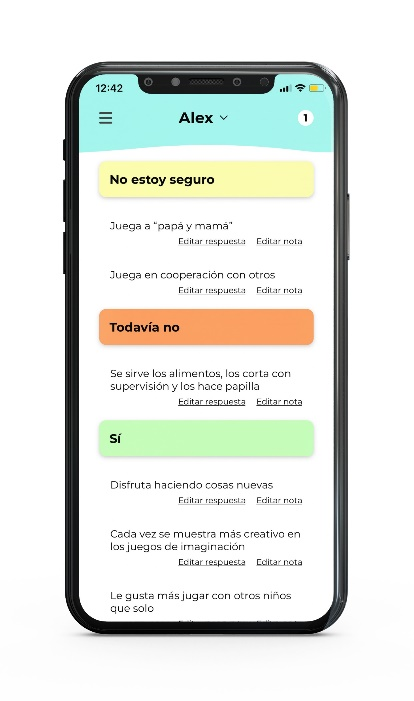 12:42
Alex
1
No estoy seguro
Juega a “papá y mamá”
Editar respuesta Editar nota
Juega en cooperación con otros
Editar respuesta Editar nota
Todavía no
Se sirve los alimentos, los corta con
supervisión y los hace papilla
Editar respuesta Editar nota
Sí
Disfruta haciendo cosas nuevas
Editar respuesta Editar nota
Cada vez se muestra más creativo en
los juegos de imaginación
Editar respuesta Editar nota
Le gusta más jugar con otros niños
que solo